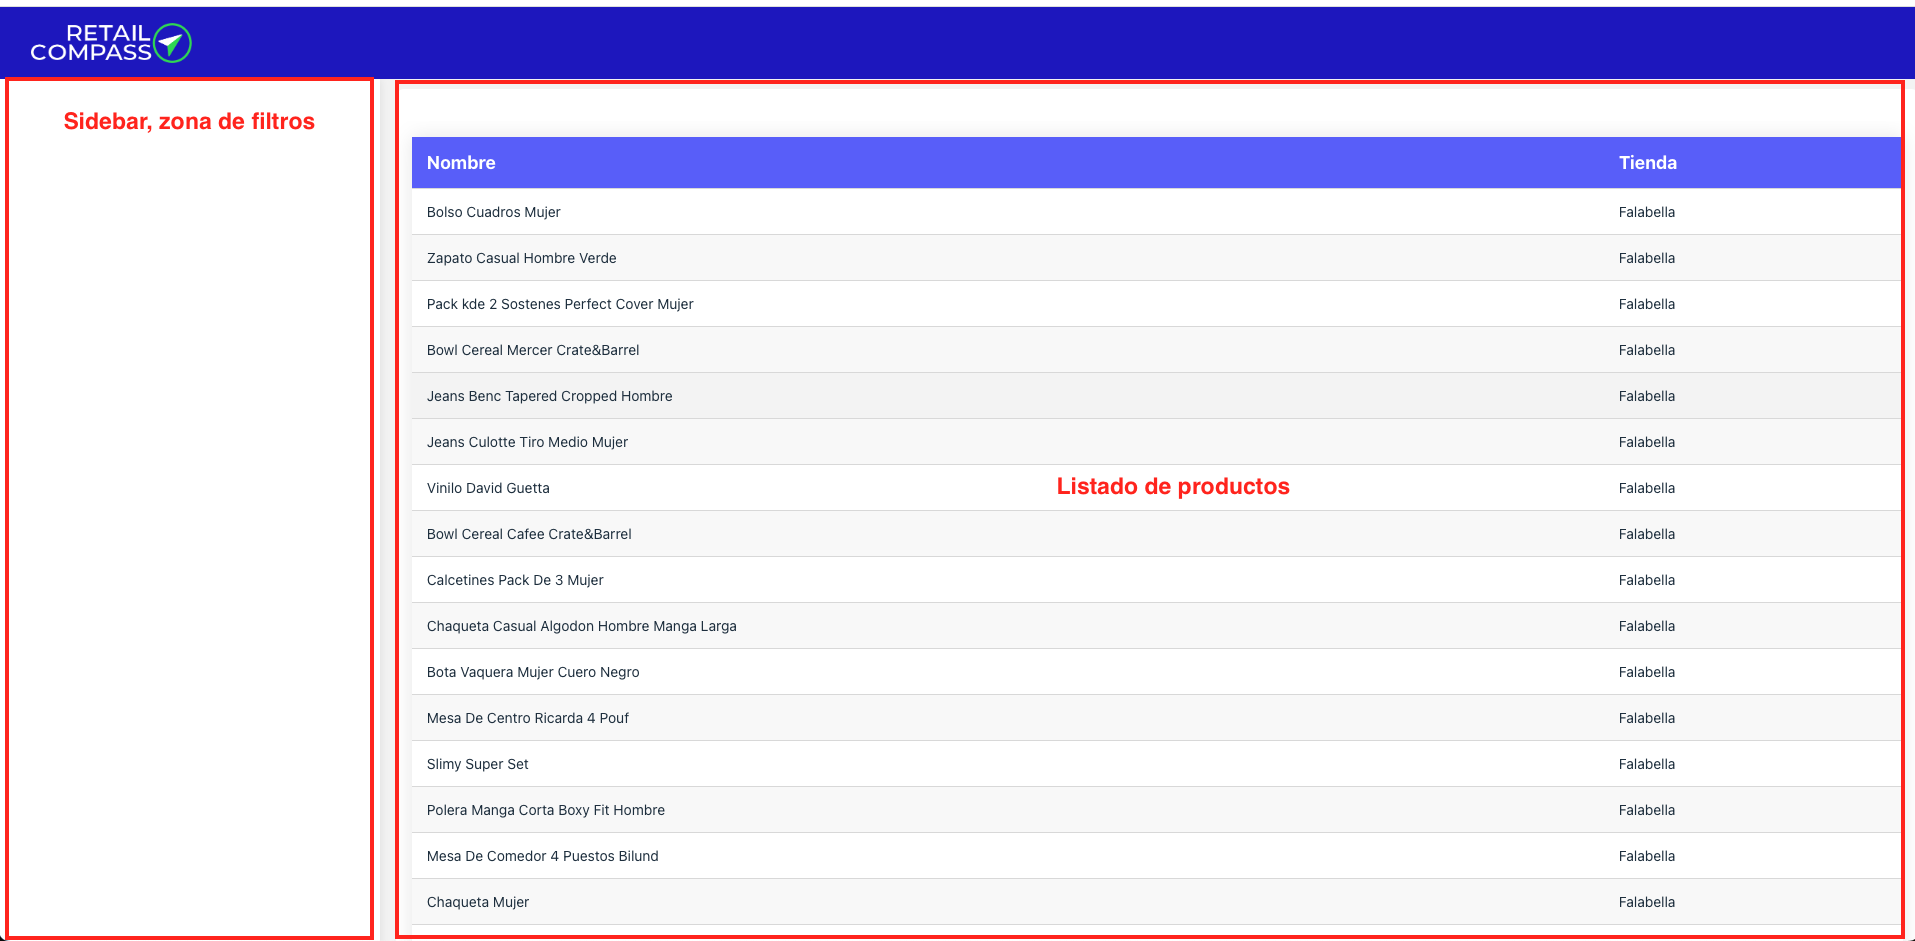 RETAIL
COMPASS
Sidebar, zona de filtros
Nombre Tienda
Bolso Cuadros Mujer Falabella
Zapato Casual Hombre Verde Falabella
Pack kde 2 Sostenes Perfect Cover Mujer Falabella
Bowl Cereal Mercer Crate&Barrel Falabella
Jeans Benc Tapered Cropped Hombre Falabella
Jeans Culotte Tiro Medio Mujer Falabella
Vinilo David Guetta Listado de productos Falabella
Bowl Cereal Cafee Crate&Barrel Falabella
Calcetines Pack De 3 Mujer Falabella
Chaqueta Casual Algodon Hombre Manga Larga Falabella
Bota Vaquera Mujer Cuero Negro Falabella
Mesa De Centro Ricarda 4 Pouf Falabella
Slimy Super Set Falabella
Polera Manga Corta Boxy Fit Hombre Falabella
Mesa De Comedor 4 Puestos Bilund Falabella
Chaqueta Mujer Falabella